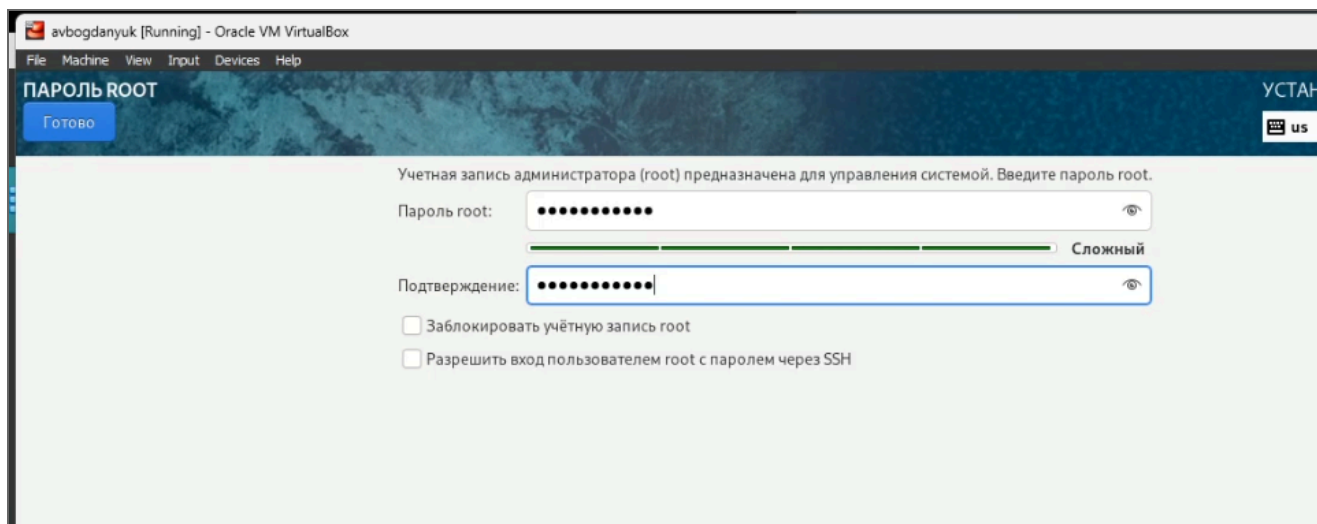 avbogdanyuk [Running] - Oracle VM VirtualBox
File Machine View Input Devices Help
ПАРОЛЬ ROOT
УСТАН
Готово
us
Учетная запись администратора (root) предназначена для управления системой. Введите пароль root.
Пароль root: •••••••••••
Сложный
Подтверждение: •••••••••••
Заблокировать учётную запись root
Разрешить вход пользователем root с паролем через SSH